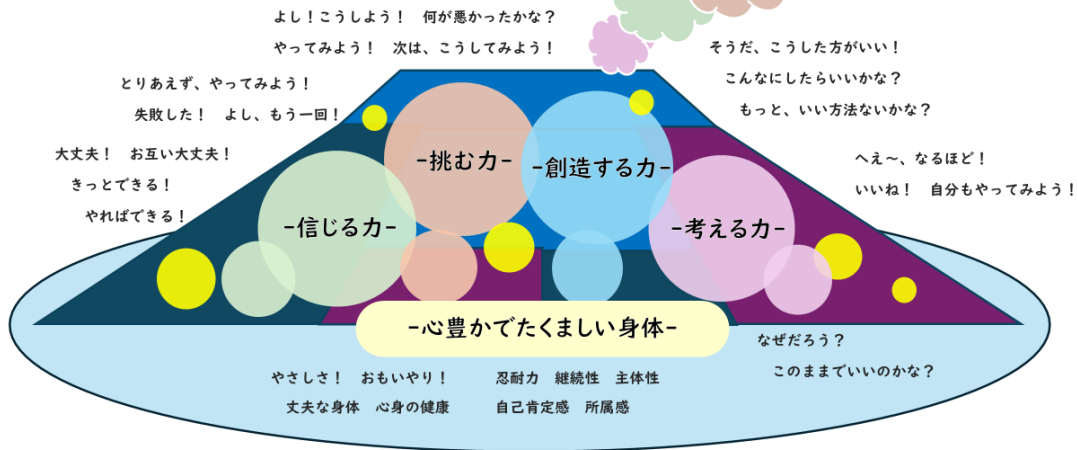 よし！こうしよう！　何が悪かったかな？
やってみよう！　次は、こうしてみよう！
そうだ、こうした方がいい！
こんなにしたらいいかな？
もっと、いい方法ないかな？
とりあえず、やってみよう！
失敗した！　よし、もう一回！
大丈夫！　お互い大丈夫！
きっとできる！
やればできる！
へえ～、なるほど！
いいね！　自分もやってみよう！
-挑む力-
-創造する力-
-信じる力-
-考える力-
-心豊かでたくましい身体-
なぜだろう？
このままでいいのかな？
やさしさ！　おもいやり！
丈夫な身体　心身の健康
忍耐力　継続性　主体性
自己肯定感　所属感